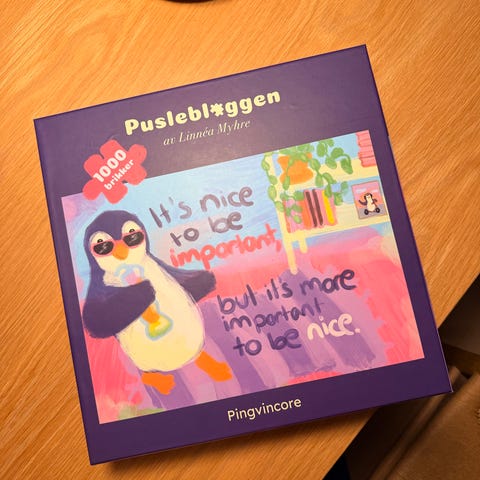 Puslebloggen
av Linnéa Myhre
1000
brikker
It's nice
to be
important,
but it's more
important
to be nice.
Pingvincore